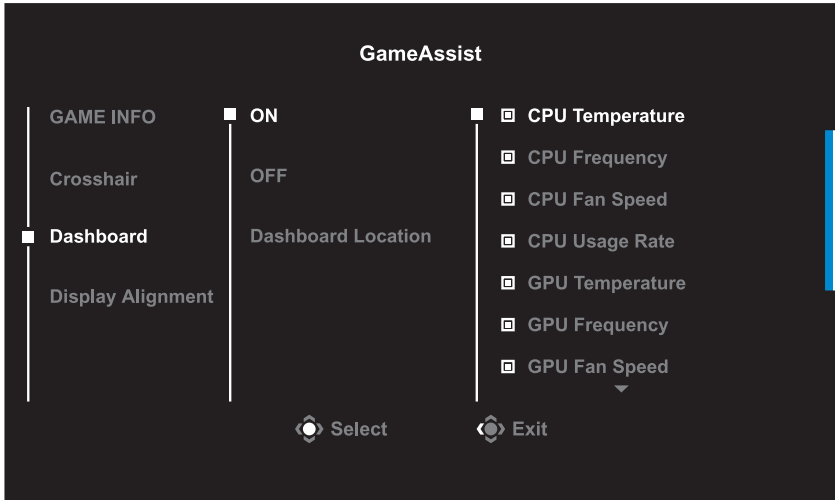 GameAssist
GAME INFO
Crosshair
Dashboard
Display Alignment
ON
OFF
Dashboard Location
CPU Temperature
CPU Frequency
CPU Fan Speed
CPU Usage Rate
GPU Temperature
GPU Frequency
GPU Fan Speed
Select
Exit